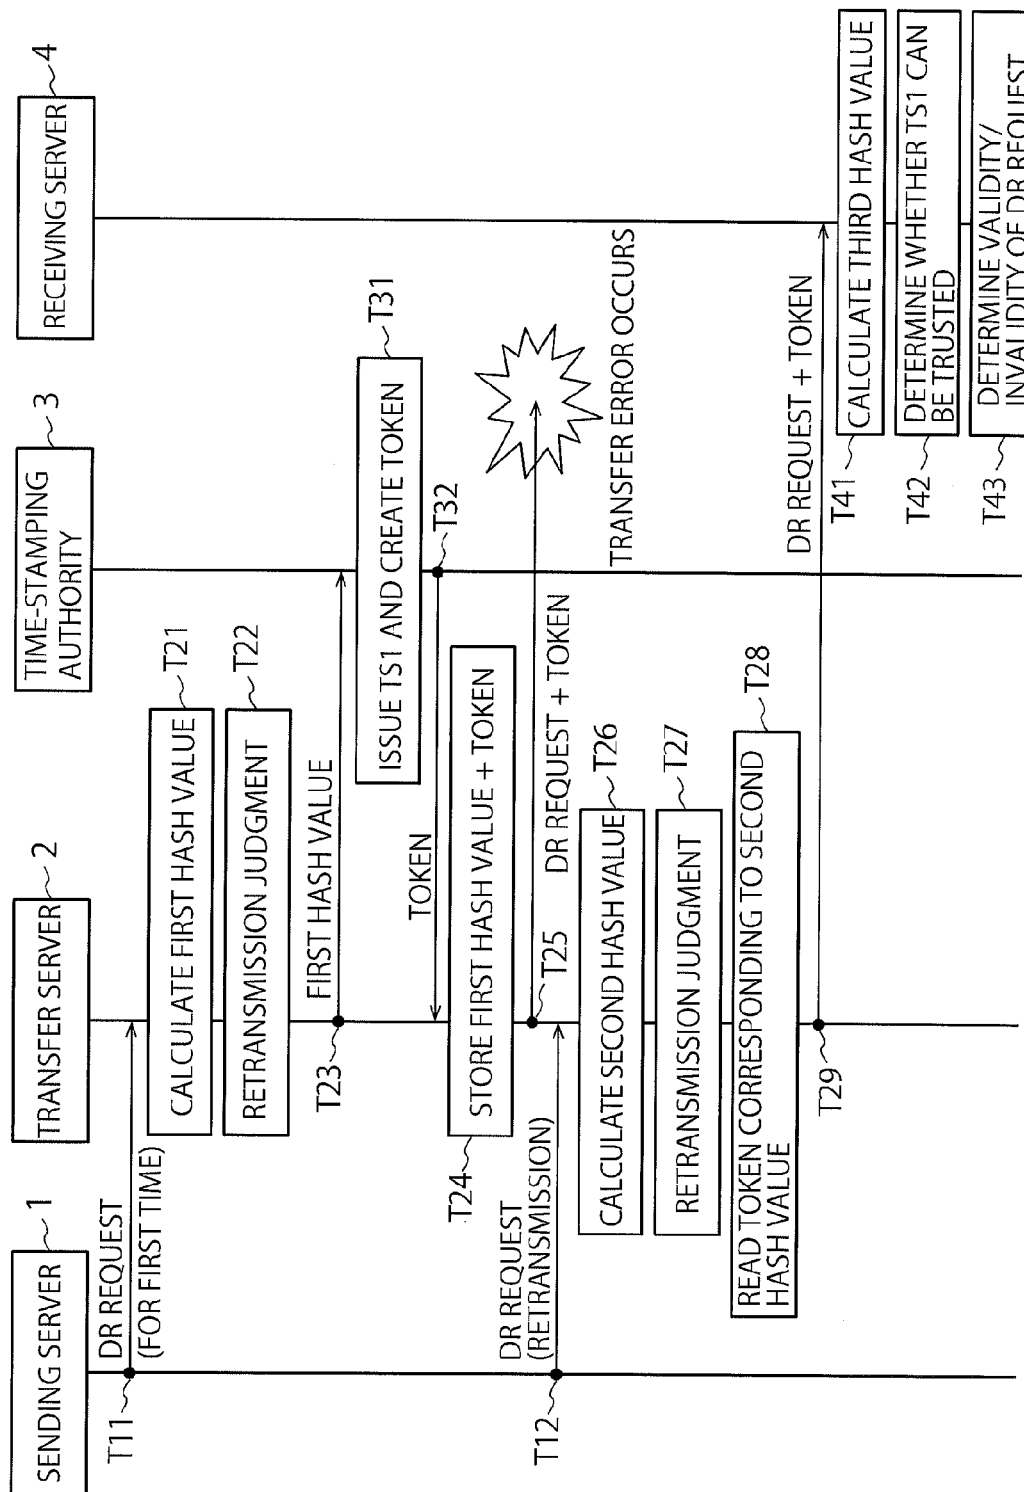 SENDING SERVER
1
TRANSFER SERVER
2
TIME-STAMPING
AUTHORITY
3
RECEIVING SERVER
4
T11
DR REQUEST
(FOR FIRST TIME)
CALCULATE FIRST HASH VALUE
T21
RETRANSMISSION JUDGMENT
T22
T23
FIRST HASH VALUE
ISSUE TS1 AND CREATE TOKEN
T31
TOKEN
T32
T24
STORE FIRST HASH VALUE + TOKEN
T25
DR REQUEST + TOKEN
TRANSFER ERROR OCCURS
T12
DR REQUEST
(RETRANSMISSION)
CALCULATE SECOND HASH VALUE
T26
RETRANSMISSION JUDGMENT
T27
READ TOKEN CORRESPONDING TO SECOND
HASH VALUE
T28
T29
DR REQUEST + TOKEN
T41
CALCULATE THIRD HASH VALUE
T42
DETERMINE WHETHER TS1 CAN
BE TRUSTED
T43
DETERMINE VALIDITY/
INVALIDITY OF DR REQUEST